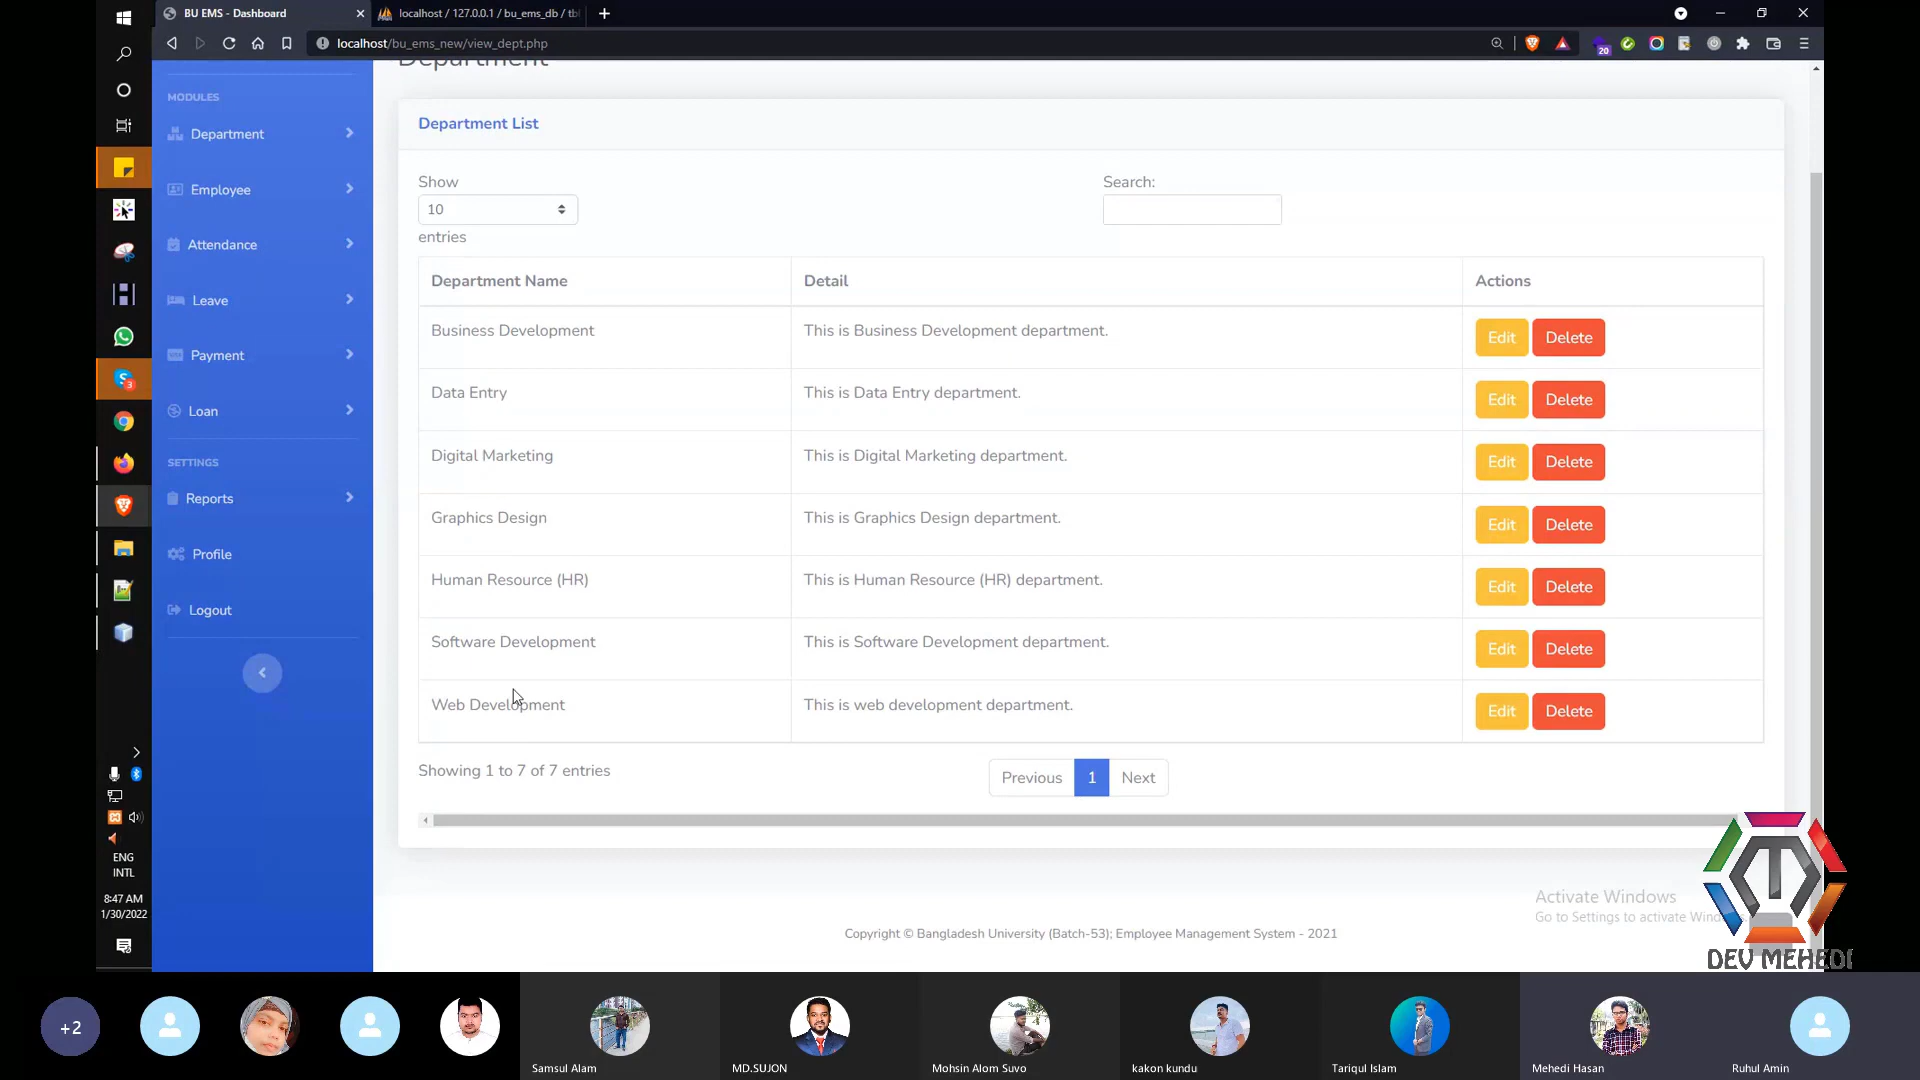 BU EMS - Dashboard
localhost / 127.0.0.1 / bu_ems_db / tb
localhost/bu_ems_new/view_dept.php
20
Department
MODULES
Department
Employee
Attendance
Leave
Payment
Loan
SETTINGS
Reports
Profile
Logout
Department List
Show
10
entries
Search:
Department Name Detail Actions
Business Development This is Business Development department. Edit Delete
Data Entry This is Data Entry department. Edit Delete
Digital Marketing This is Digital Marketing department. Edit Delete
Graphics Design This is Graphics Design department. Edit Delete
Human Resource (HR) This is Human Resource (HR) department. Edit Delete
Software Development This is Software Development department. Edit Delete
Web Development This is web development department. Edit Delete
Showing 1 to 7 of 7 entries
Previous 1 Next
Activate Windows
Go to Settings to activate Wind
Copyright © Bangladesh University (Batch-53); Employee Management System - 2021
DEV MEHEDI
3
ENG
INTL
8:47 AM
1/30/2022
+2
Samsul Alam
MD.SUJON
Mohsin Alom Suvo
kakon kundu
Tariqul Islam
Mehedi Hasan
Ruhul Amin